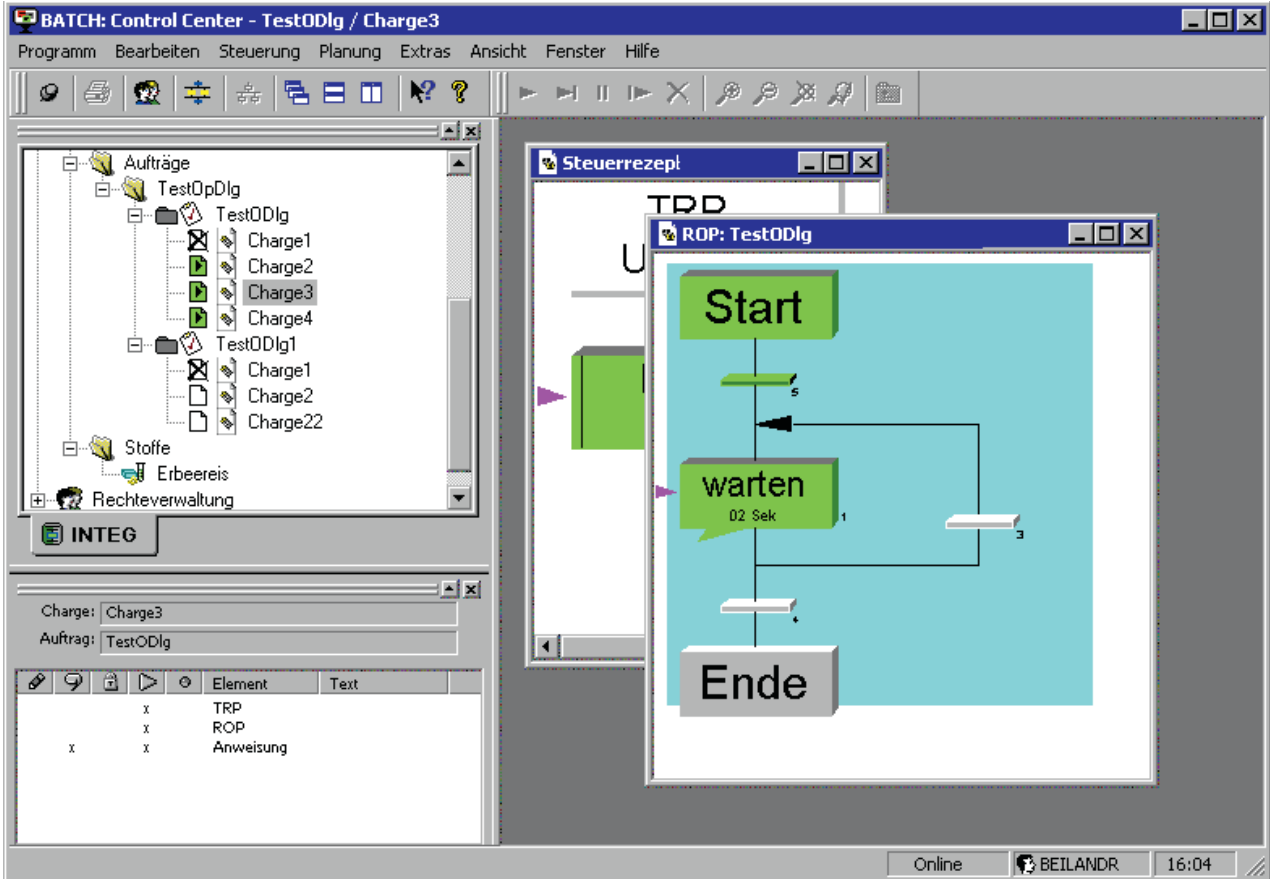 BATCH: Control Center - TestODlg / Charge3
Programm Bearbeiten Steuerung Planung Extras Ansicht Fenster Hilfe
Aufträge
TestOpDlg
TestODlg
Charge1
Charge2
Charge3
Charge4
TestODlg1
Charge1
Charge2
Charge22
Stoffe
Erbeereis
Rechteverwaltung
INTEG
Charge: Charge3
Auftrag: TestODlg
Element Text
x TRP
x ROP
x x Anweisung
Steuerrezept
TRP
U
ROP: TestODlg
Start
5
warten
02 Sek
1
3
4
Ende
Online BEILANDR 16:04